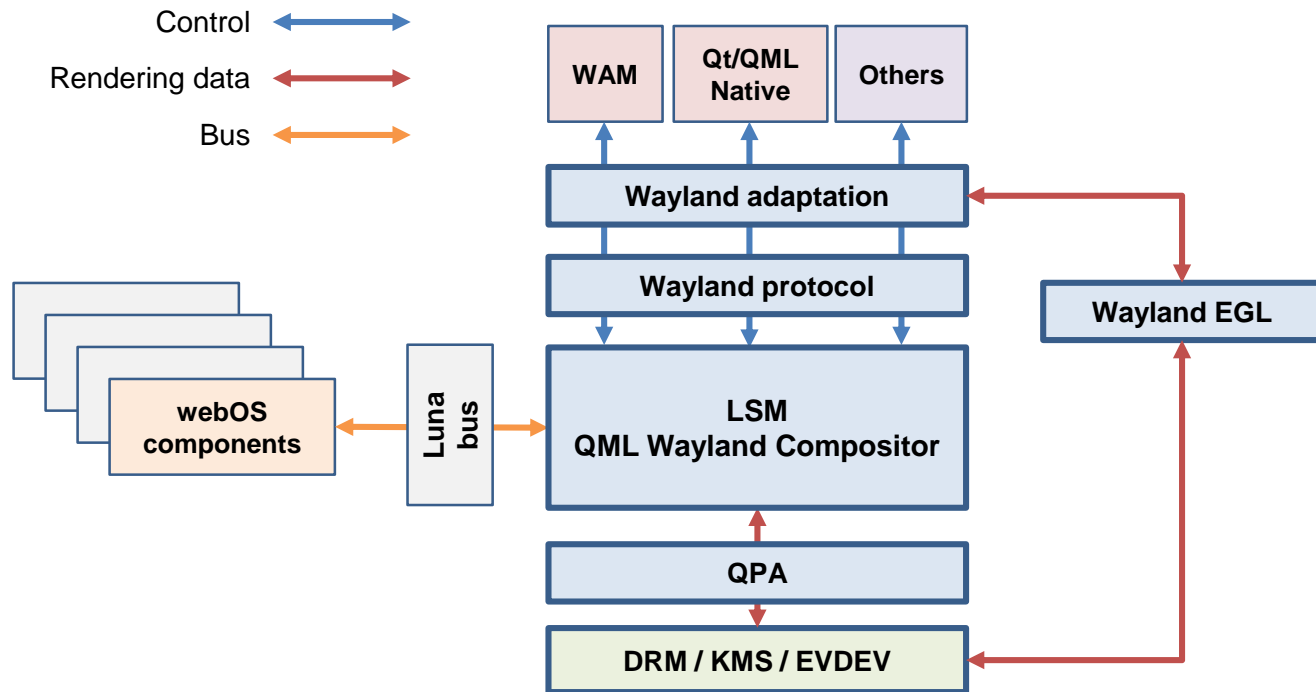 Control
Rendering data
Bus
WAM
Qt/QML
Native
Others
Wayland adaptation
Wayland protocol
Wayland EGL
webOS
components
Luna
bus
LSM
QML Wayland Compositor
QPA
DRM / KMS / EVDEV